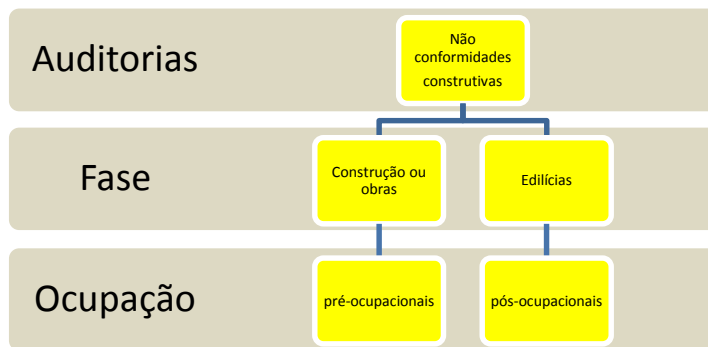 Auditorias
Não
conformidades
construtivas
Fase
Construção ou
obras
Edilícias
Ocupação
pré-ocupacionais
pós-ocupacionais